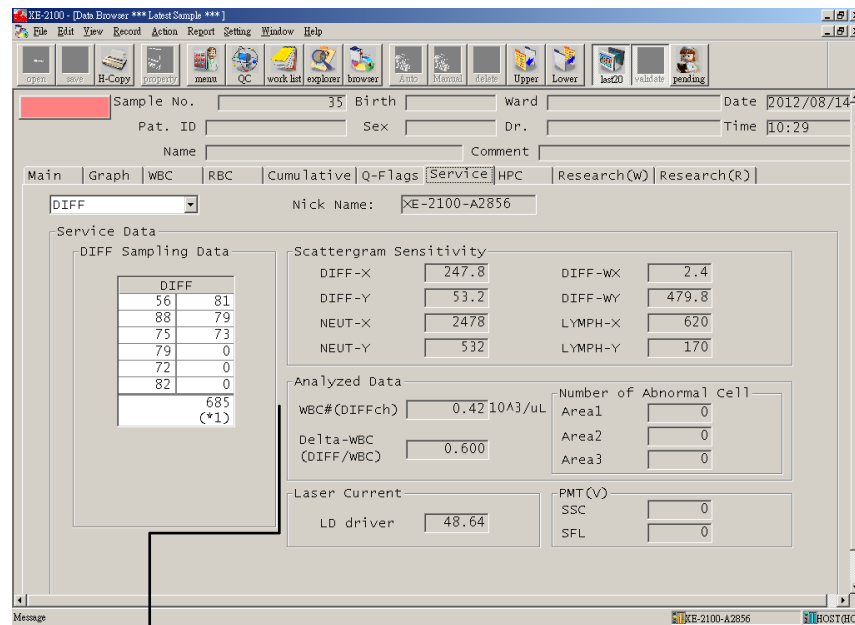 XE-2100 - [Data Browser *** Latest Sample *** ]
File Edit View Record Action Report Setting Window Help
open save H-Copy property menu QC work list explorer browser Auto Manual delete Upper Lower last20 validate pending
Sample No. 35 Birth Ward Date 2012/08/14
Pat. ID Sex Dr. Time 10:29
Name Comment
Main Graph WBC RBC Cumulative Q-Flags Service HPC Research(W) Research(R)
DIFF Nick Name: XE-2100-A2856
Service Data
DIFF Sampling Data
DIFF
56 81
88 79
75 73
79 0
72 0
82 0
685
(*1)
Scattergram Sensitivity
DIFF-X 247.8 DIFF-WX 2.4
DIFF-Y 53.2 DIFF-WY 479.8
NEUT-X 2478 LYMPH-X 620
NEUT-Y 532 LYMPH-Y 170
Analyzed Data
WBC#(DIFFch) 0.42 10^3/uL
Delta-WBC
(DIFF/WBC) 0.600
Number of Abnormal Cell
Area1 0
Area2 0
Area3 0
Laser Current
LD driver 48.64
PMT(V)
SSC 0
SFL 0
Message XE-2100-A2856 HOST(HC